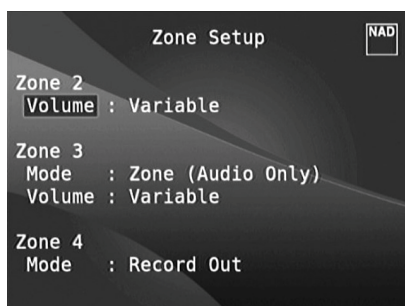 Zone Setup
NAD
Zone 2
Volume : Variable
Zone 3
Mode : Zone (Audio Only)
Volume : Variable
Zone 4
Mode : Record Out